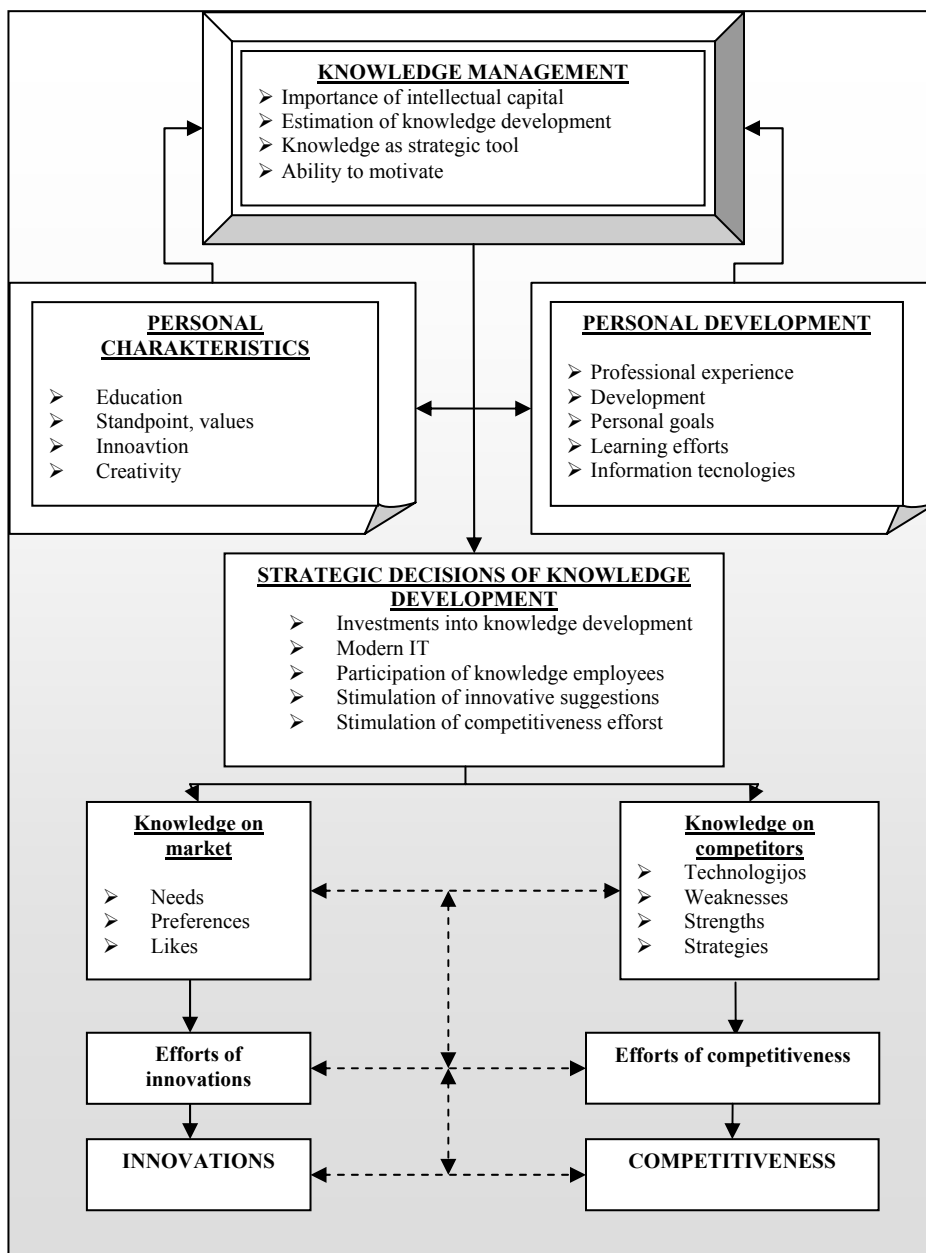 KNOWLEDGE MANAGEMENT
➢ Importance of intellectual capital
➢ Estimation of knowledge development
➢ Knowledge as strategic tool
➢ Ability to motivate
PERSONAL
CHARAKTERISTICS
➢ Education
➢ Standpoint, values
➢ Innoavtion
➢ Creativity
PERSONAL DEVELOPMENT
➢ Professional experience
➢ Development
➢ Personal goals
➢ Learning efforts
➢ Information tecnologies
STRATEGIC DECISIONS OF KNOWLEDGE
DEVELOPMENT
➢ Investments into knowledge development
➢ Modern IT
➢ Participation of knowledge employees
➢ Stimulation of innovative suggestions
➢ Stimulation of competitiveness efforst
Knowledge on
market
➢ Needs
➢ Preferences
➢ Likes
Knowledge on
competitors
➢ Technologijos
➢ Weaknesses
➢ Strengths
➢ Strategies
Efforts of
innovations
Efforts of competitiveness
INNOVATIONS
COMPETITIVENESS